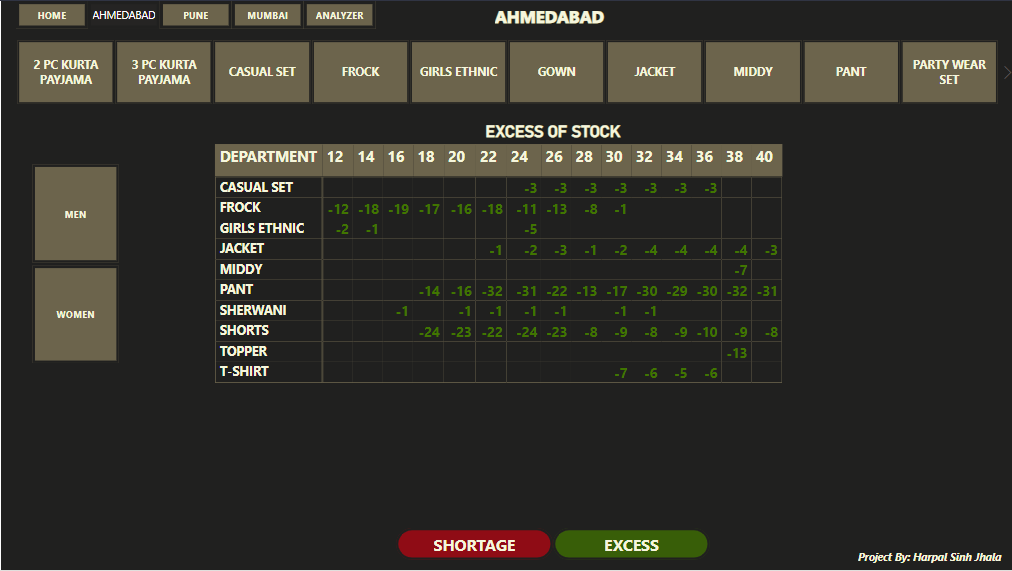 HOME AHMEDABAD PUNE MUMBAI ANALYZER AHMEDABAD
2 PC KURTA PAYJAMA 3 PC KURTA PAYJAMA CASUAL SET FROCK GIRLS ETHNIC GOWN JACKET MIDDY PANT PARTY WEAR SET
EXCESS OF STOCK
DEPARTMENT 12 14 16 18 20 22 24 26 28 30 32 34 36 38 40
CASUAL SET -3 -3 -3 -3 -3 -3 -3
FROCK -12 -18 -19 -17 -16 -18 -11 -13 -8 -1
GIRLS ETHNIC -2 -1 -5
JACKET -1 -2 -3 -1 -2 -4 -4 -4 -4 -3
MIDDY -7
PANT -14 -16 -32 -31 -22 -13 -17 -30 -29 -30 -32 -31
SHERWANI -1 -1 -1 -1 -1 -1 -1
SHORTS -24 -23 -22 -24 -23 -8 -9 -8 -9 -10 -9 -8
TOPPER -13
T-SHIRT -7 -6 -5 -6
MEN
WOMEN
SHORTAGE EXCESS
Project By: Harpal Sinh Jhala